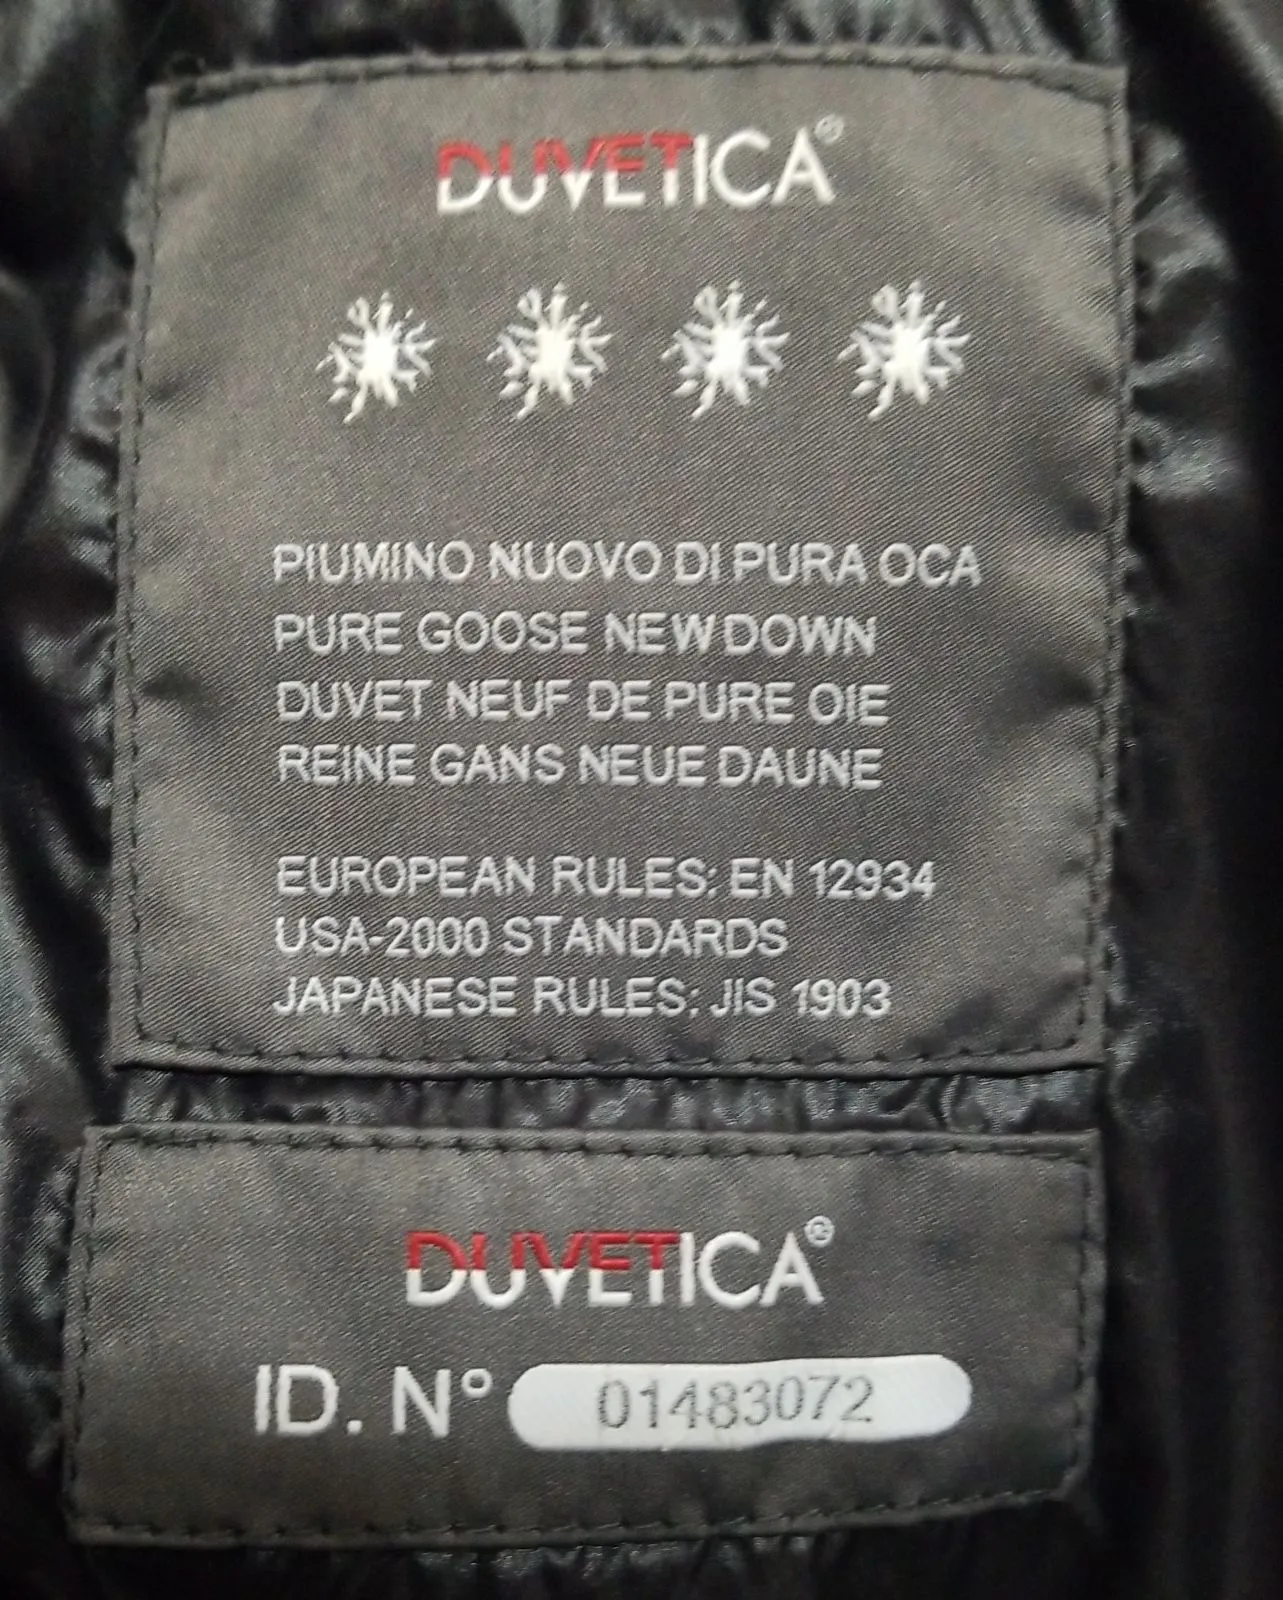 DUVETICA®
PIUMINO NUOVO DI PURA OCA
PURE GOOSE NEW DOWN
DUVET NEUF DE PURE OIE
REINE GANS NEUE DAUNE
EUROPEAN RULES: EN 12934
USA-2000 STANDARDS
JAPANESE RULES: JIS 1903
DUVETICA®
ID. N° 01483072